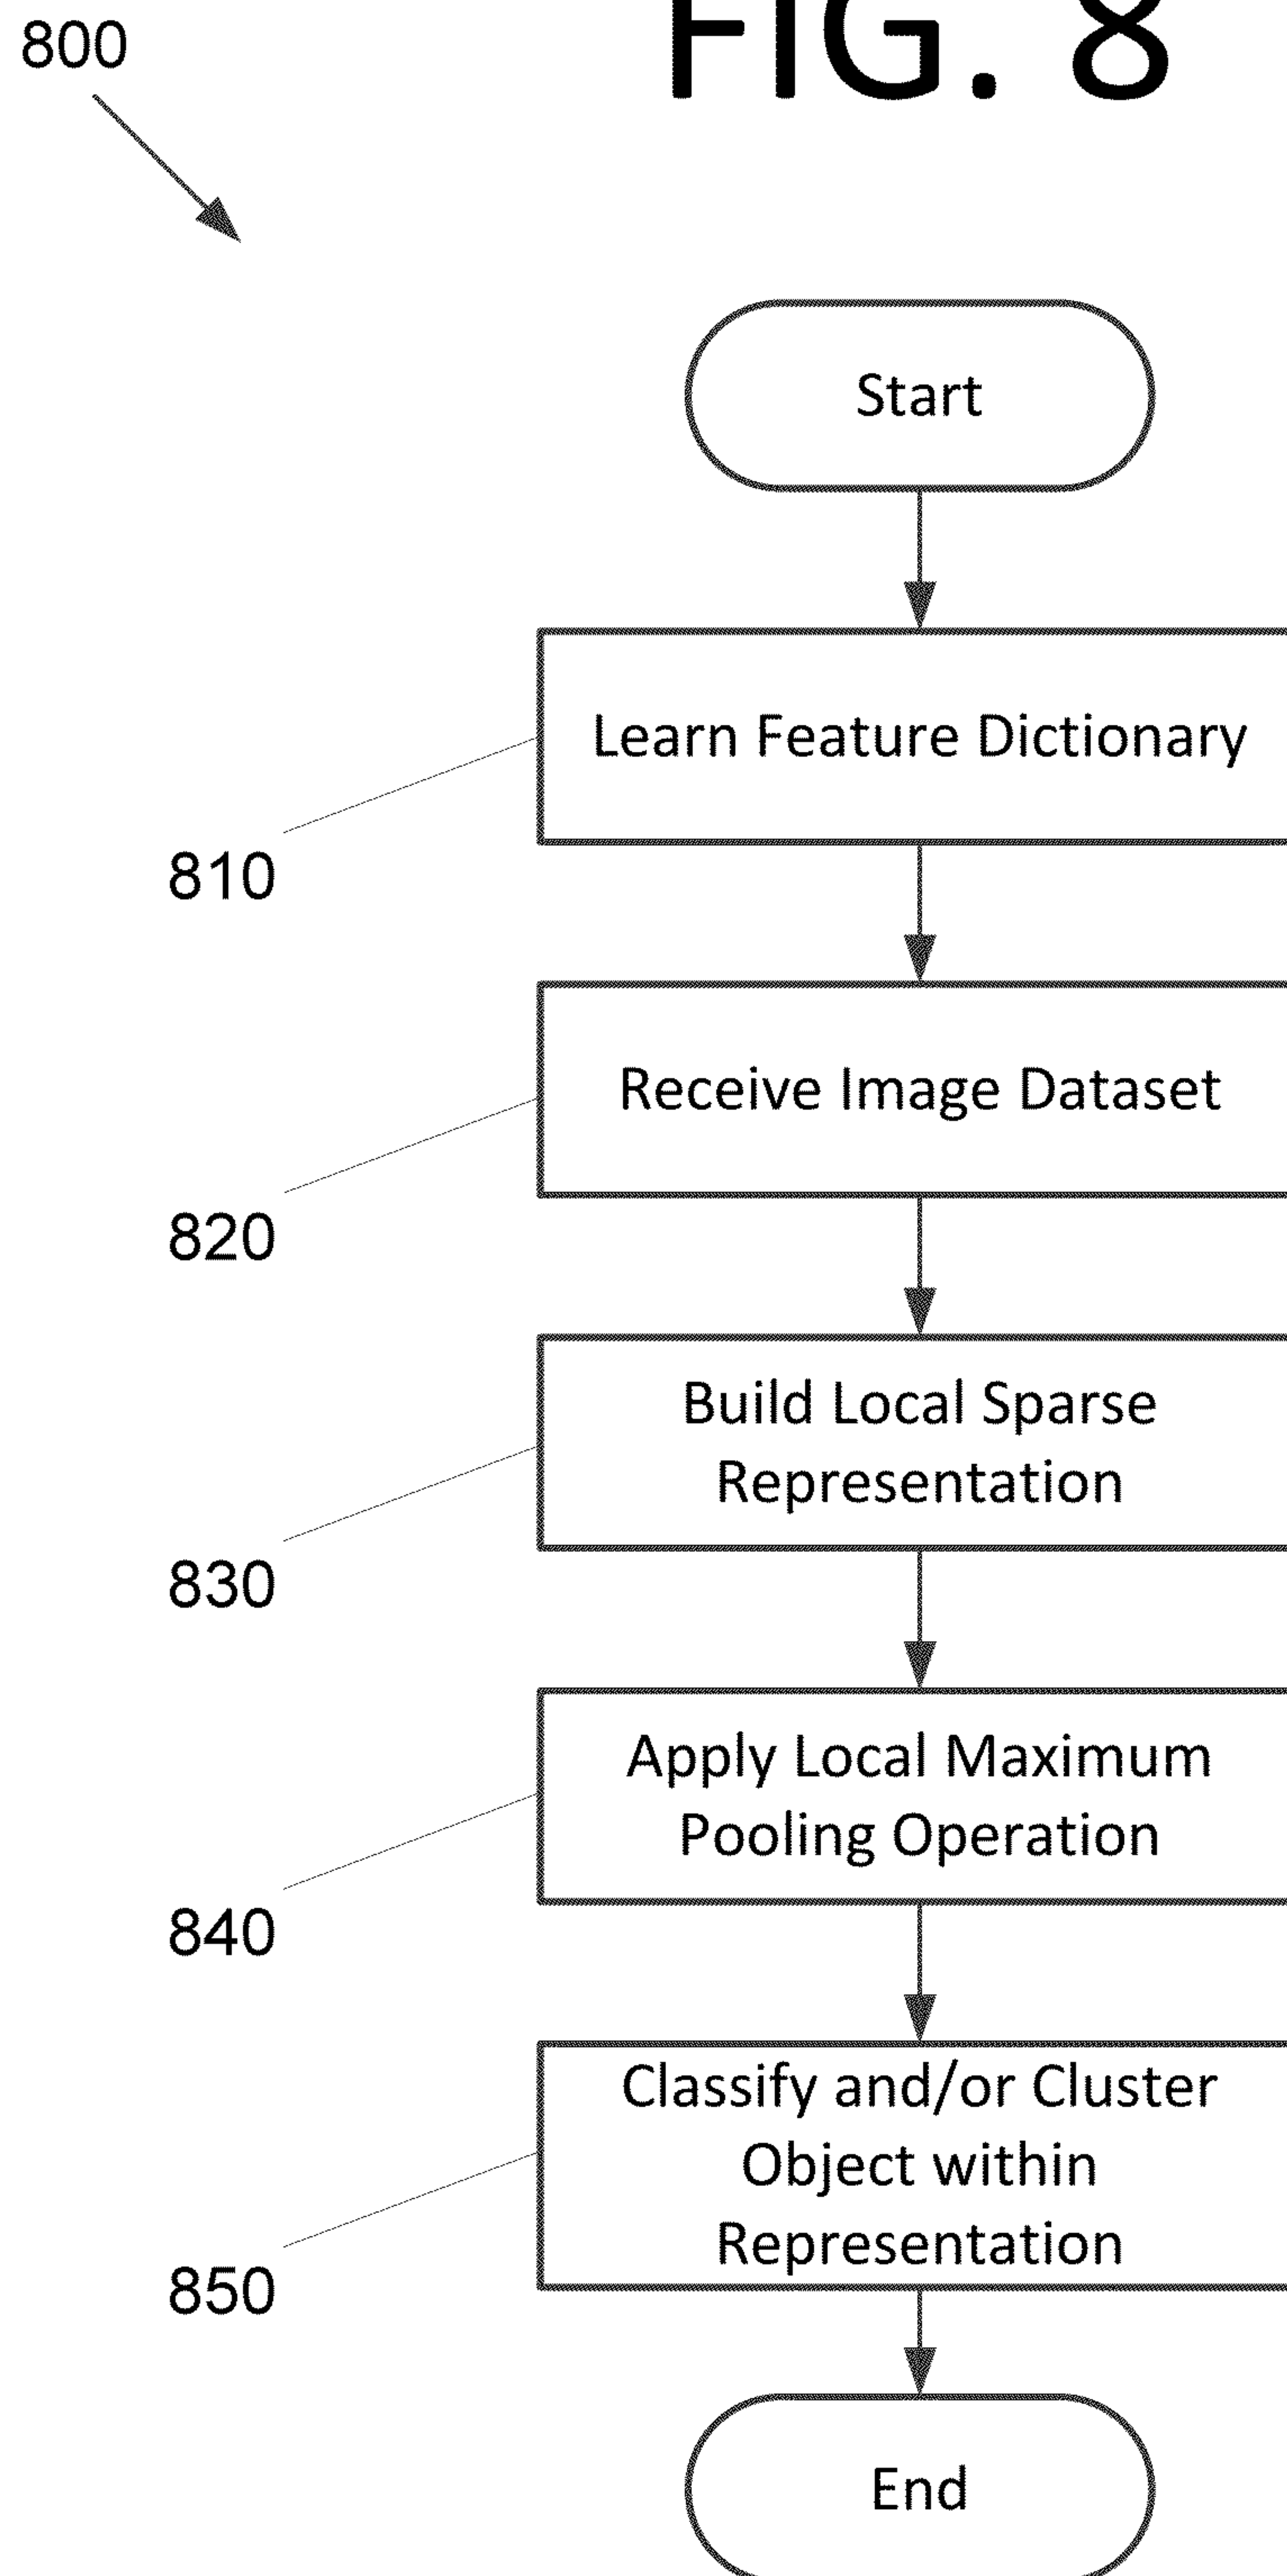 800
FIG. 8
Start
Learn Feature Dictionary
810
Receive Image Dataset
820
Build Local Sparse
Representation
830
Apply Local Maximum
Pooling Operation
840
Classify and/or Cluster
Object within
Representation
850
End